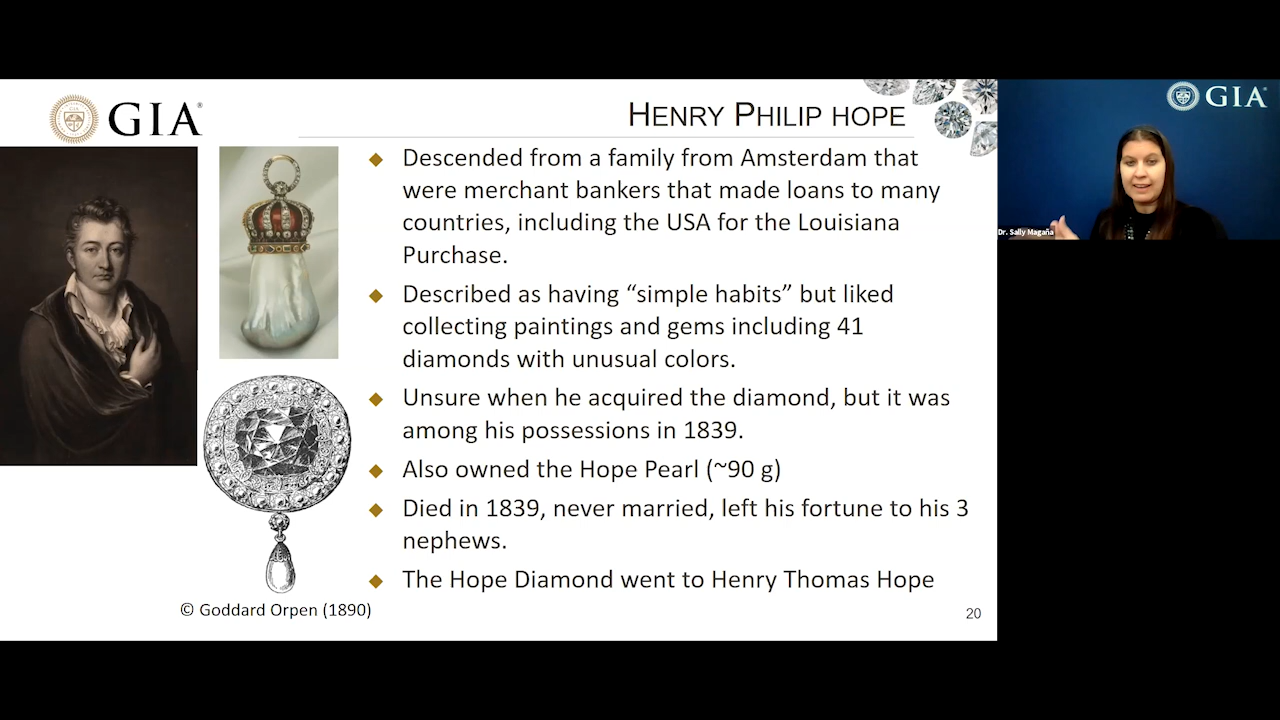 GIA®
HENRY PHILIP HOPE
Descended from a family from Amsterdam that
were merchant bankers that made loans to many
countries, including the USA for the Louisiana
Purchase.
Described as having “simple habits” but liked
collecting paintings and gems including 41
diamonds with unusual colors.
Unsure when he acquired the diamond, but it was
among his possessions in 1839.
Also owned the Hope Pearl (~90 g)
Died in 1839, never married, left his fortune to his 3
nephews.
The Hope Diamond went to Henry Thomas Hope
© Goddard Orpen (1890)
20
GIA
Dr. Sally Magaña